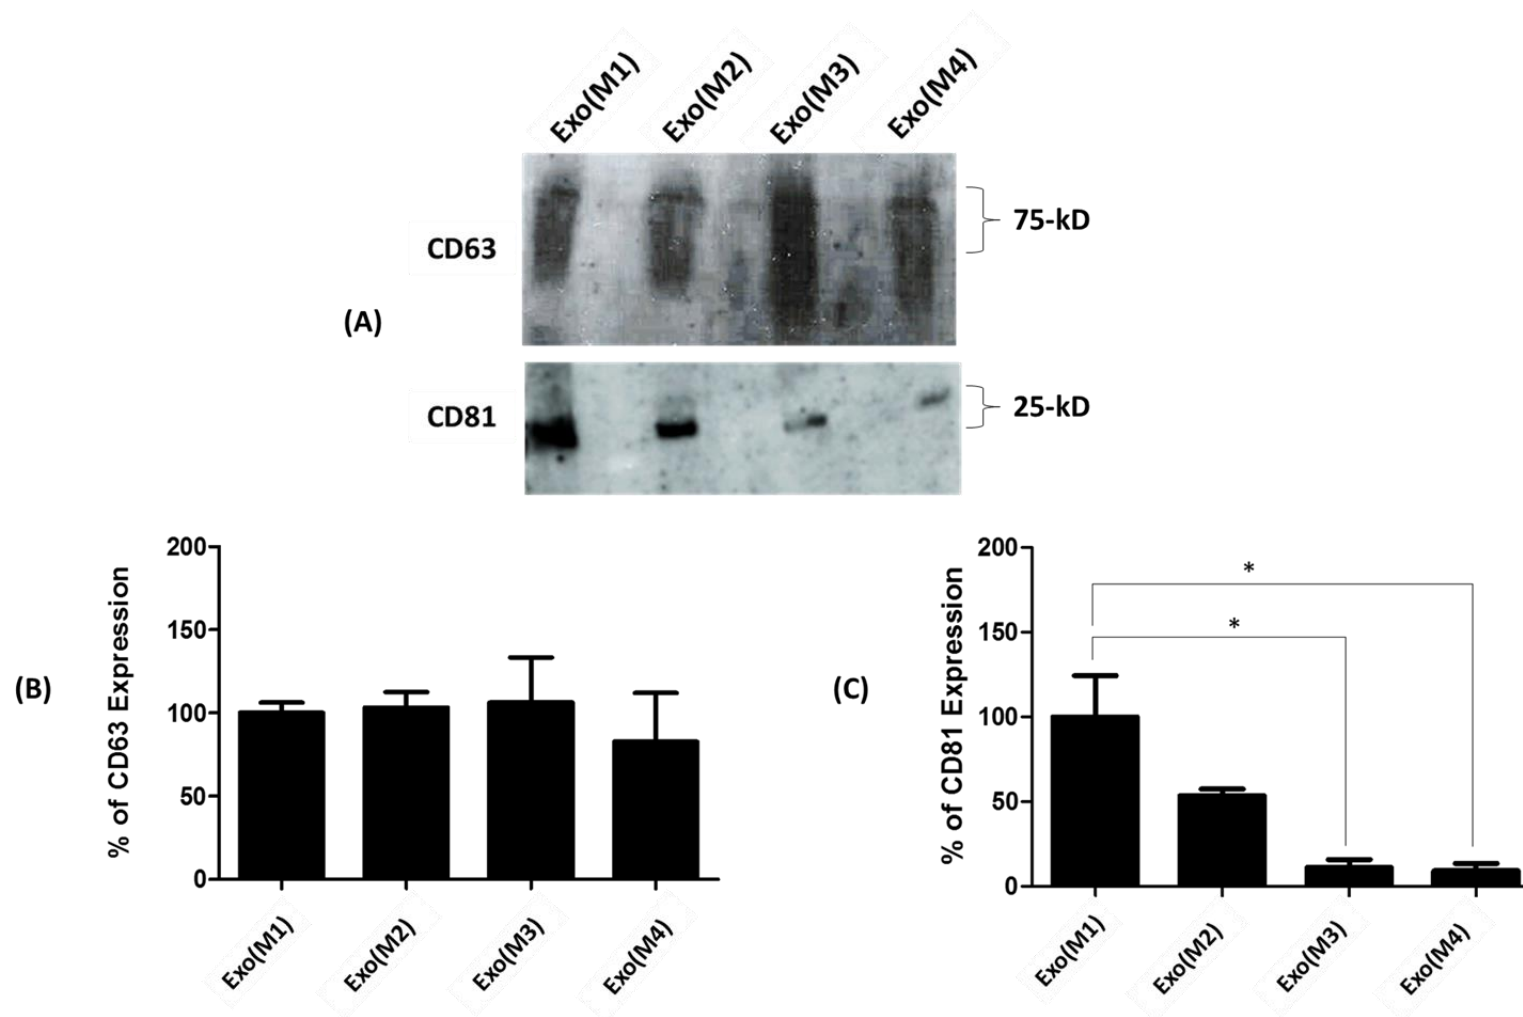 Exo(M1) Exo(M2) Exo(M3) Exo(M4)
CD63
75-kD
(A)
CD81
25-kD
(B)
% of CD63 Expression
200
150
100
50
0
Exo(M1) Exo(M2) Exo(M3) Exo(M4)
(C)
% of CD81 Expression
200
150
100
50
0
*
*
Exo(M1) Exo(M2) Exo(M3) Exo(M4)